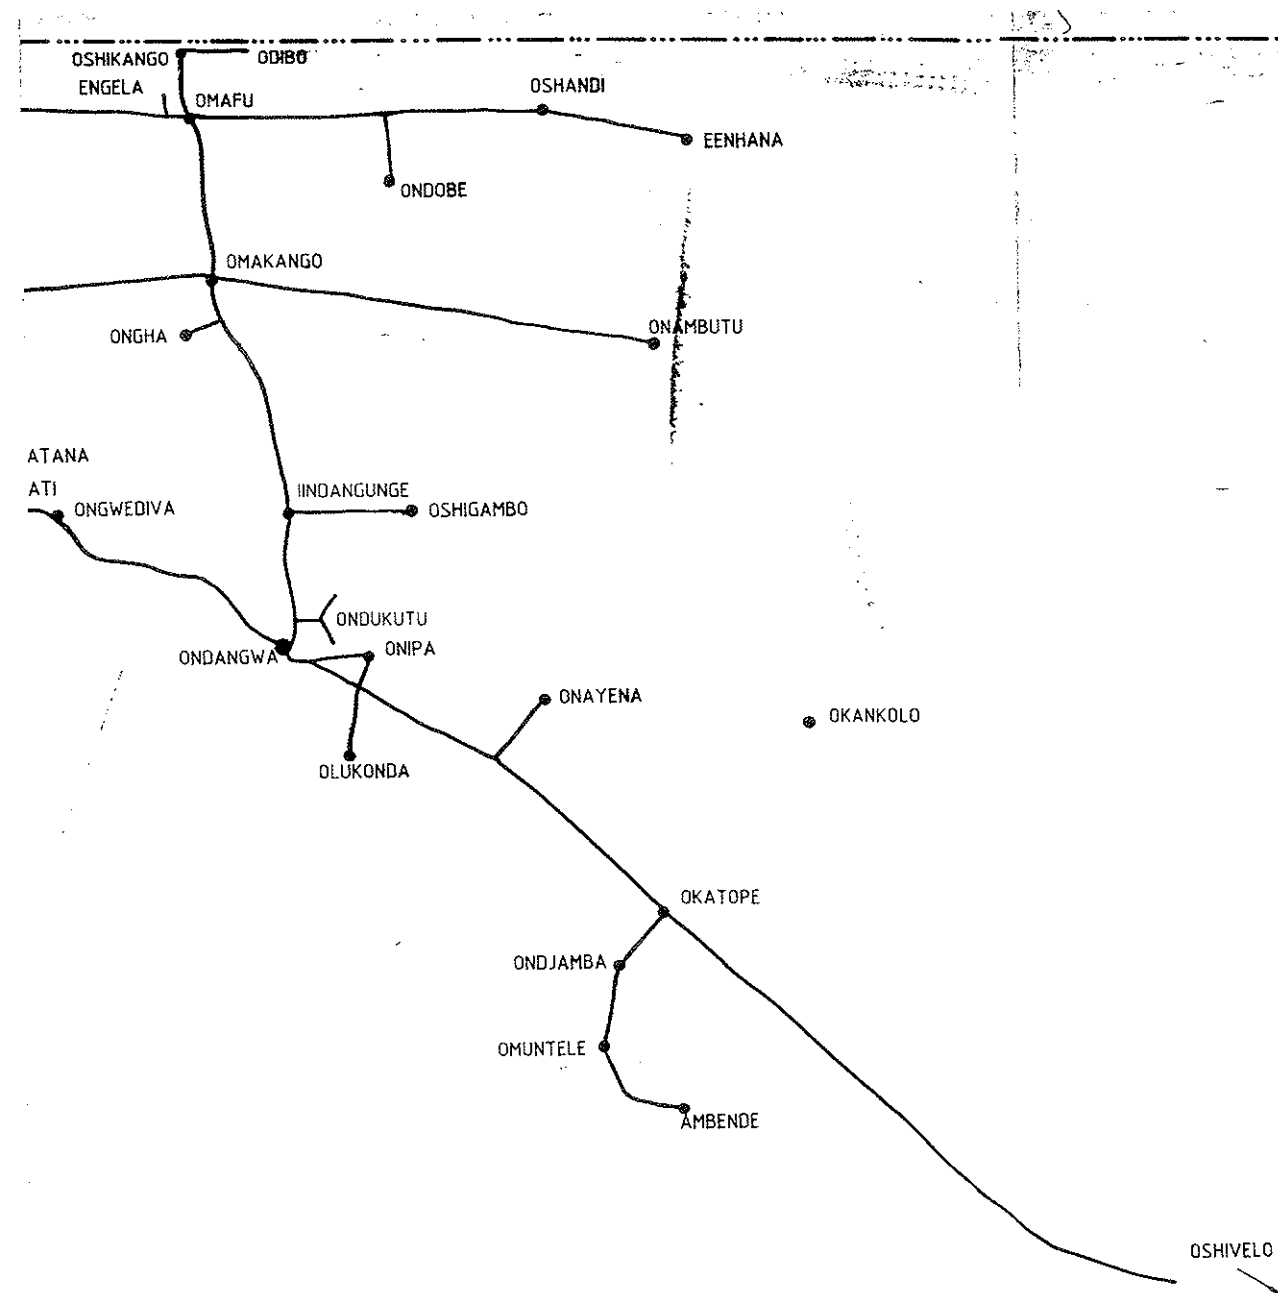 OSHIKANGO
ODIBO
ENGELA
OMAFU
OSHANDI
EENHANA
ONDOBE
OMAKANGO
ONGHA
ONAMBUTU
ATANA
ATI
ONGWEDIVA
IINDANGUNGE
OSHIGAMBO
ONDUKUTU
ONDANGWA
ONIPA
ONAYENA
OKANKOLO
OLUKONDA
OKATOPE
ONDJAMBA
OMUNTELE
AMBENDE
OSHIVELO